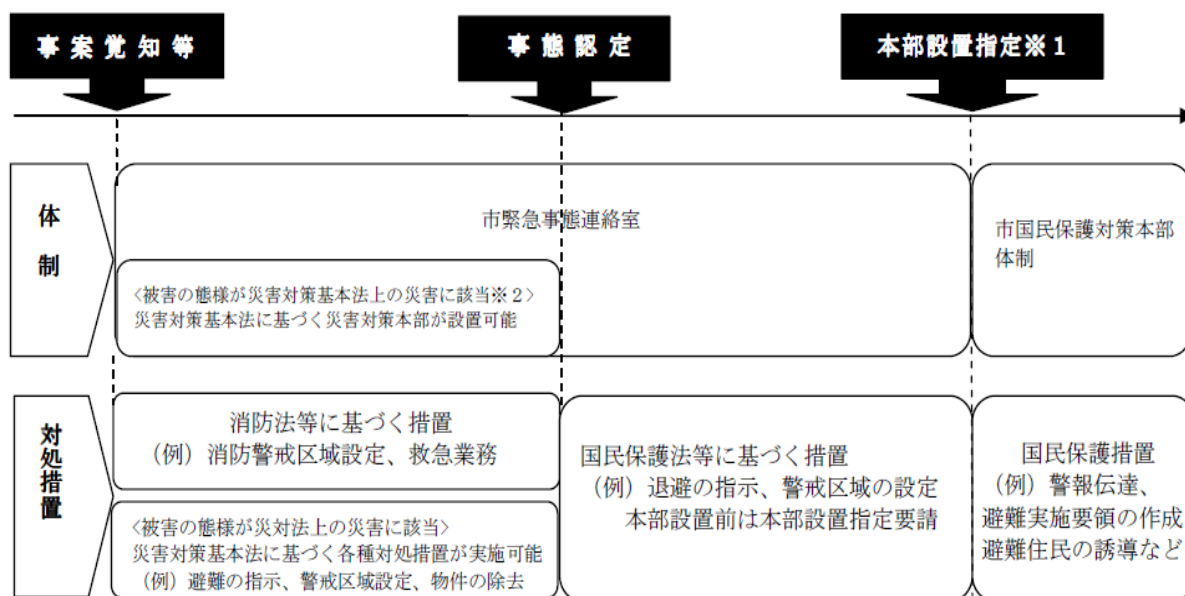 事案覚知等
事態認定
本部設置指定※1
体制
市緊急事態連絡室
〈被害の態様が災害対策基本法上の災害に該当※2〉
災害対策基本法に基づく災害対策本部が設置可能
市国民保護対策本部
体制
対処措置
消防法等に基づく措置
（例）消防警戒区域設定、救急業務
〈被害の態様が災対法上の災害に該当〉
災害対策基本法に基づく各種対処措置が実施可能
（例）避難の指示、警戒区域設定、物件の除去
国民保護法等に基づく措置
（例）退避の指示、警戒区域の設定
本部設置前は本部設置指定要請
国民保護措置
（例）警報伝達、
避難実施要領の作成
避難住民の誘導など